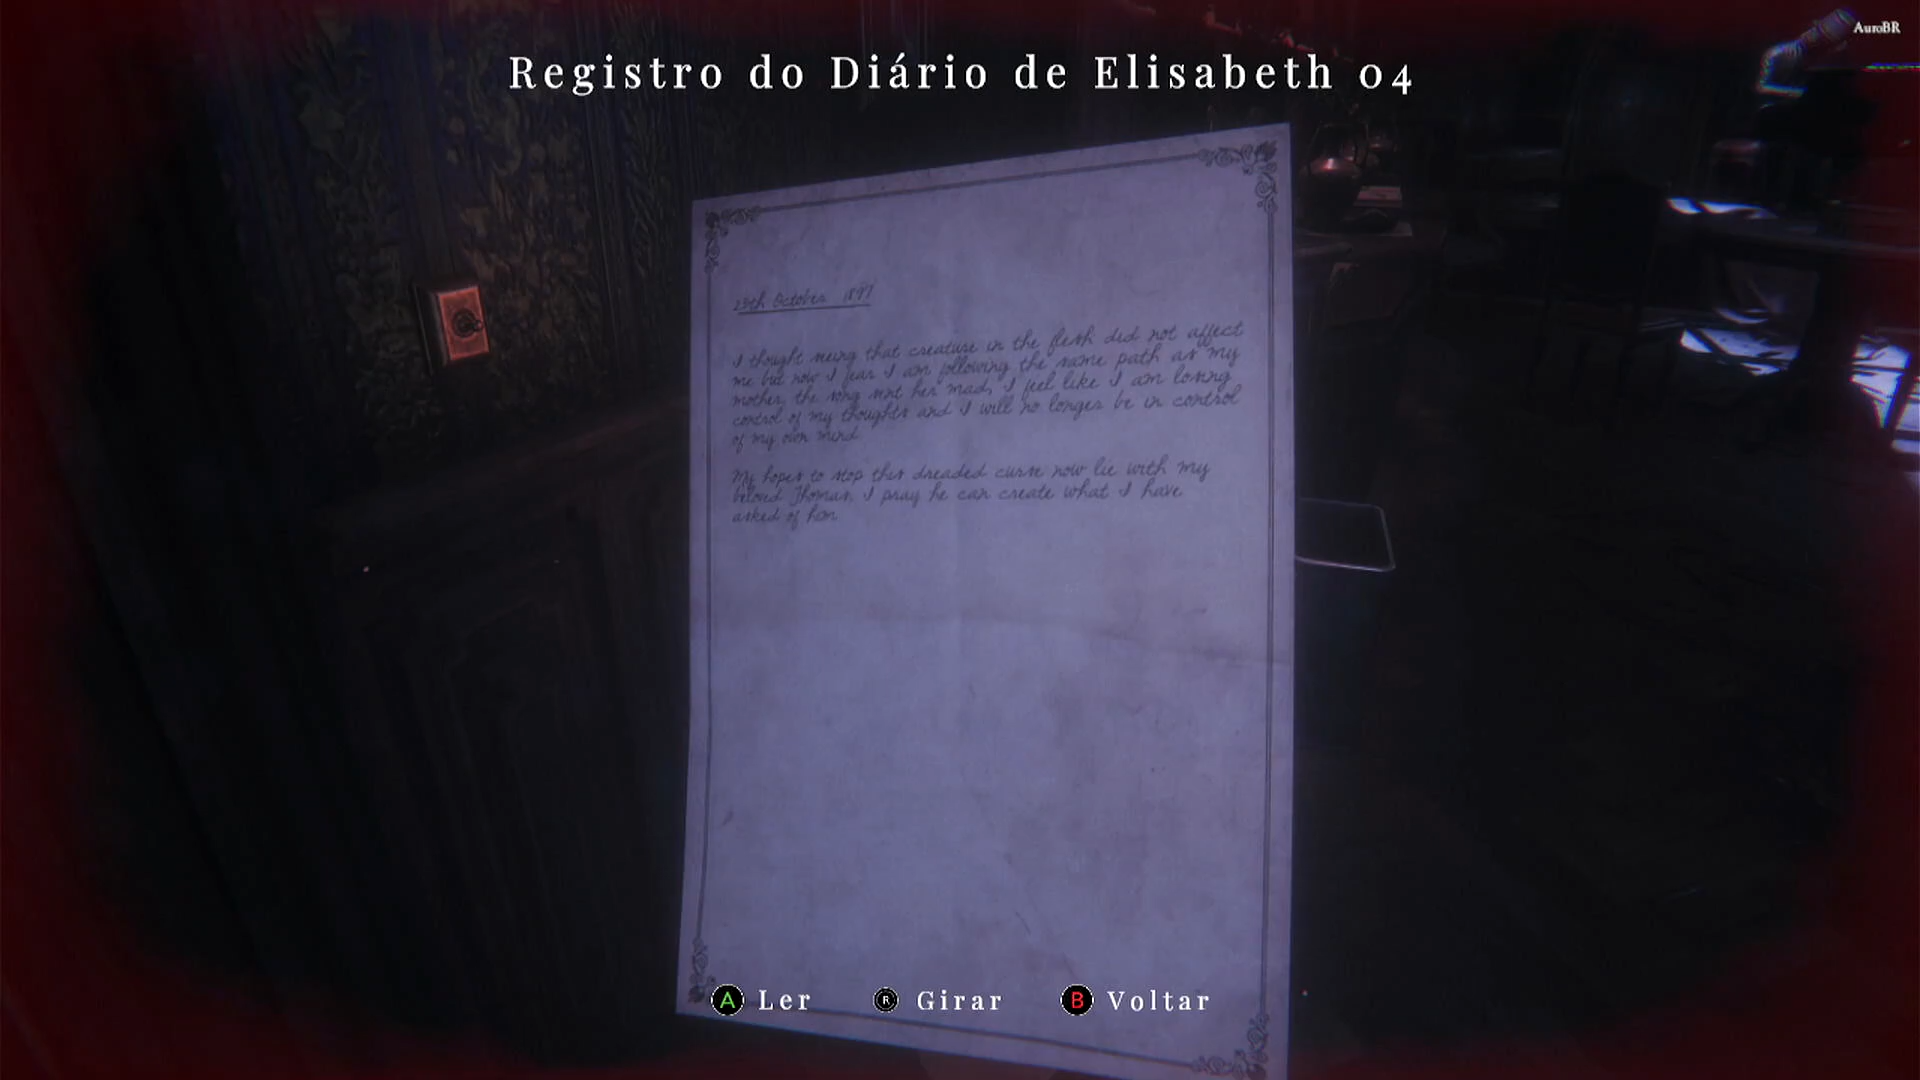 AuroBR
Registro do Diário de Elisabeth 04
23th October 1897
I thought seeing that creature in the flesh did not affect
me but now I fear I am following the same path as my
mother, the song sent her mad, I feel like I am losing
control of my thoughts and I will no longer be in control
of my own mind
My hopes to stop this dreaded curse now lie with my
beloved Thomas. I pray he can create what I have
asked of him
A Ler R Girar B Voltar